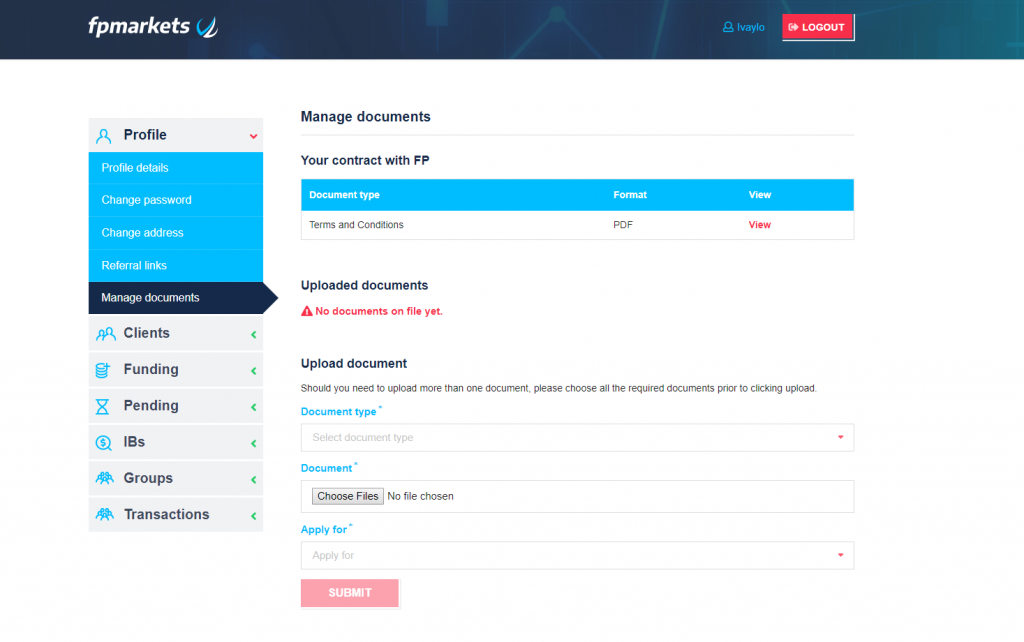 fpmarkets
Ivaylo
LOGOUT
Profile
Profile details
Change password
Change address
Referral links
Manage documents
Clients
Funding
Pending
IBs
Groups
Transactions
Manage documents
Your contract with FP
Document type Format View
Terms and Conditions PDF View
Uploaded documents
No documents on file yet.
Upload document
Should you need to upload more than one document, please choose all the required documents prior to clicking upload.
Document type *
Select document type
Document *
Choose Files No file chosen
Apply for *
Apply for
SUBMIT